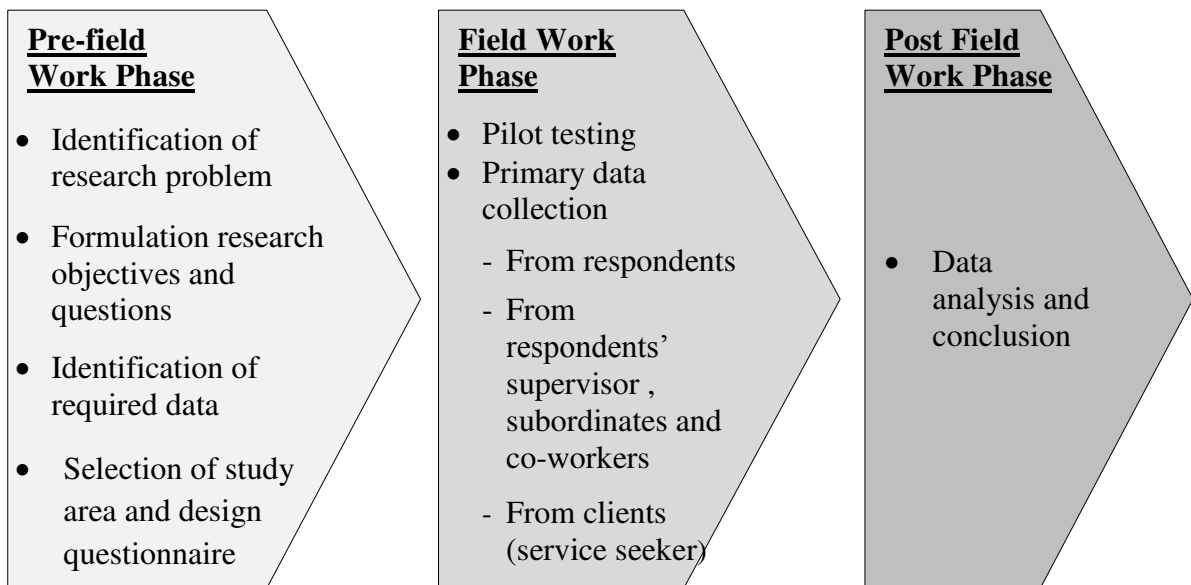 Pre-field
Work Phase
• Identification of
research problem
• Formulation research
objectives and
questions
• Identification of
required data
• Selection of study
area and design
questionnaire
Field Work
Phase
• Pilot testing
• Primary data
collection
- From respondents
- From
respondents’
supervisor ,
subordinates and
co-workers
- From clients
(service seeker)
Post Field
Work Phase
• Data
analysis and
conclusion